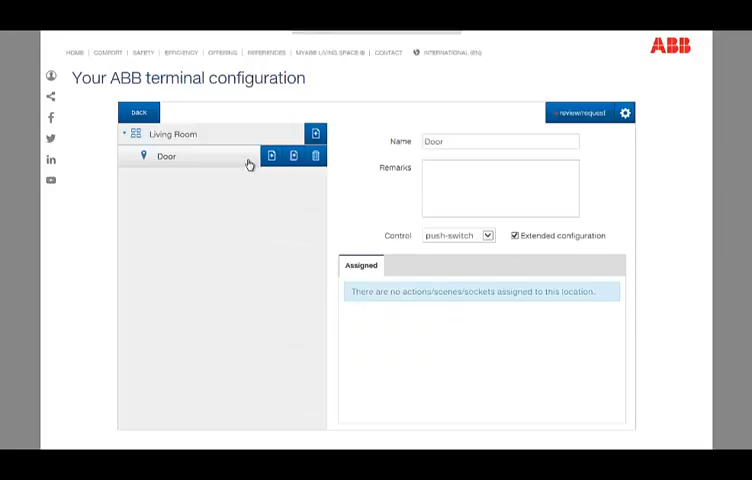 HOME | COMFORT | SAFETY | EFFICIENCY | OFFERING | REFERENCES | MYABB LIVING SPACE ® | CONTACT | INTERNATIONAL (EN)
ABB
Your ABB terminal configuration
back
review/request
Living Room
Door
Name
Door
Remarks
Control
push-switch
Extended configuration
Assigned
There are no actions/scenes/sockets assigned to this location.